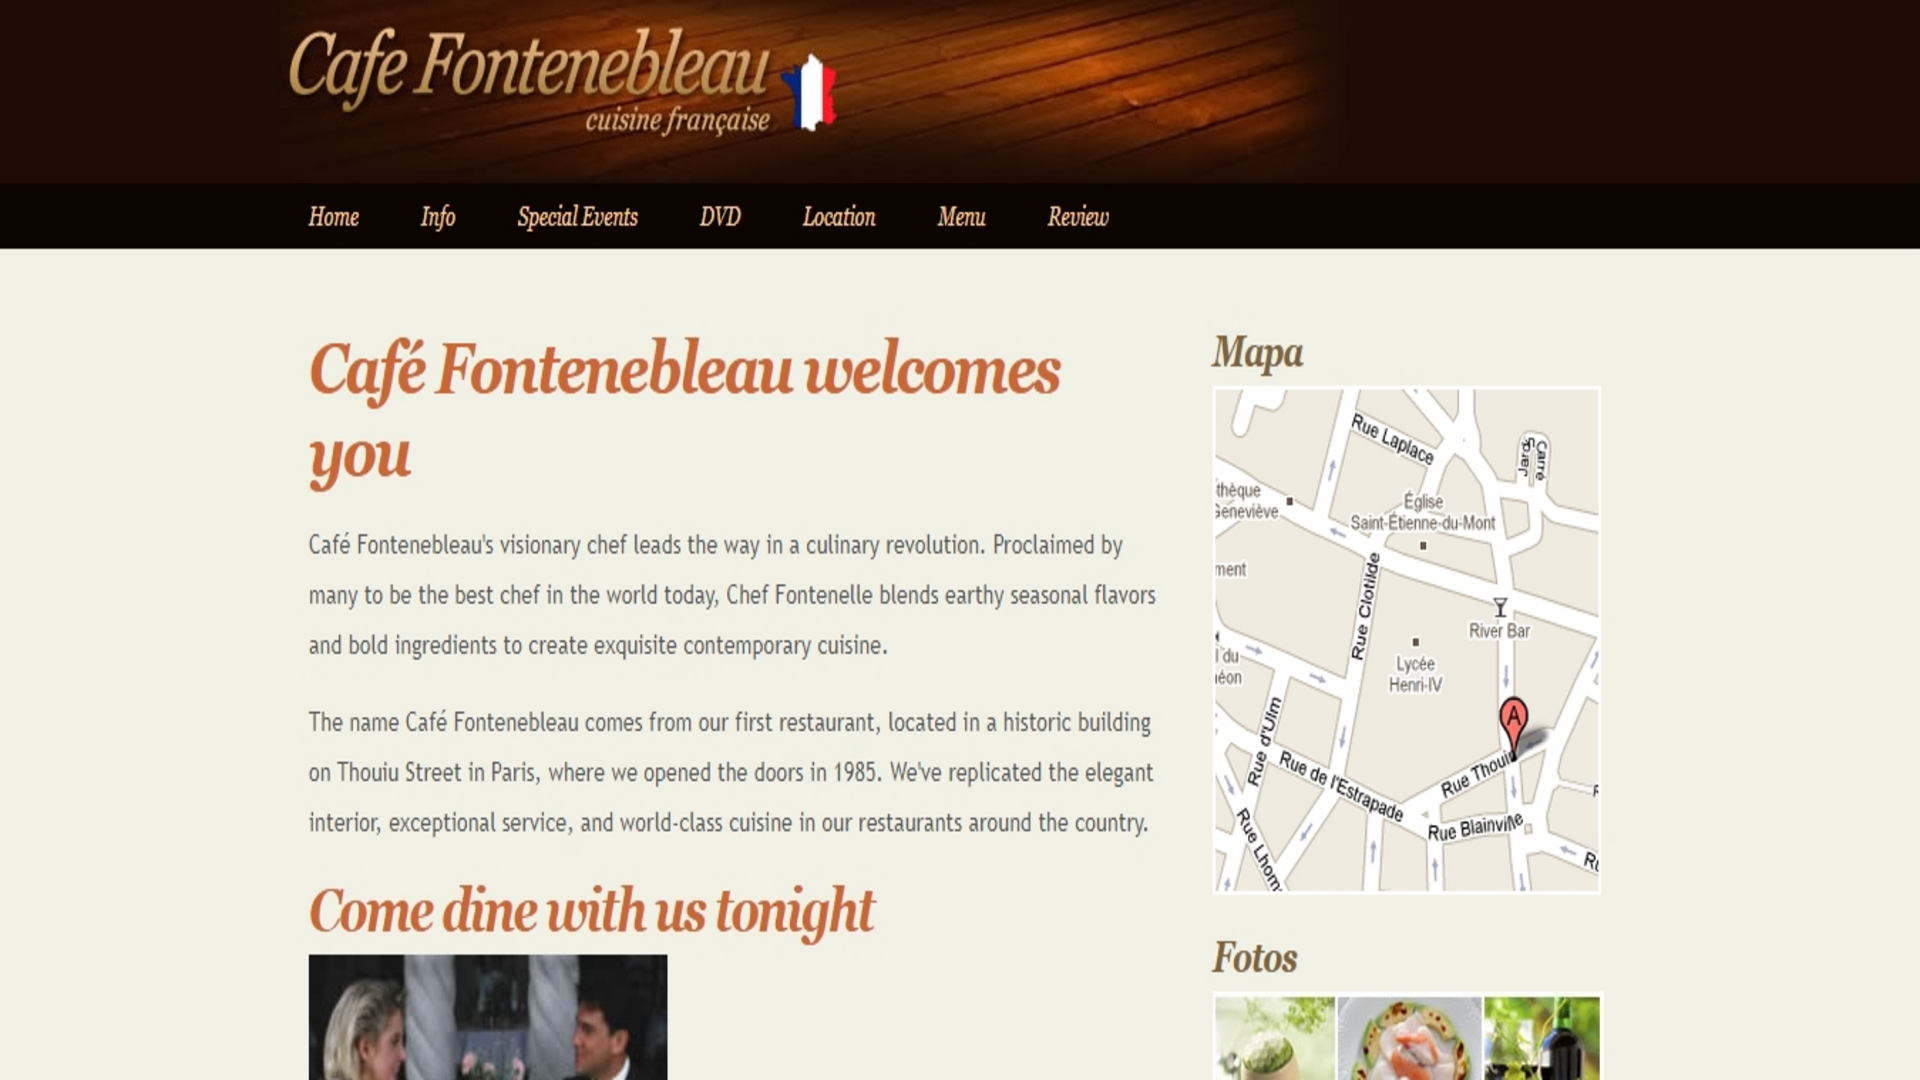 Cafe Fontenebleau
cuisine française
Home Info Special Events DVD Location Menu Review
Café Fontenebleau welcomes
you
Café Fontenebleau's visionary chef leads the way in a culinary revolution. Proclaimed by
many to be the best chef in the world today, Chef Fontenelle blends earthy seasonal flavors
and bold ingredients to create exquisite contemporary cuisine.
The name Café Fontenebleau comes from our first restaurant, located in a historic building
on Thouiu Street in Paris, where we opened the doors in 1985. We've replicated the elegant
interior, exceptional service, and world-class cuisine in our restaurants around the country.
Come dine with us tonight
Mapa
Rue Laplace
Jard
Carré
thèque
Geneviève
Église
Saint-Étienne-du-Mont
ment
Rue Clotilde
River Bar
l du
éon
Lycée
Henri-IV
A
Rue d'Ulm
Rue de l'Estrapade
Rue Thouin
Rue Blainville
Rue Lhom
Fotos